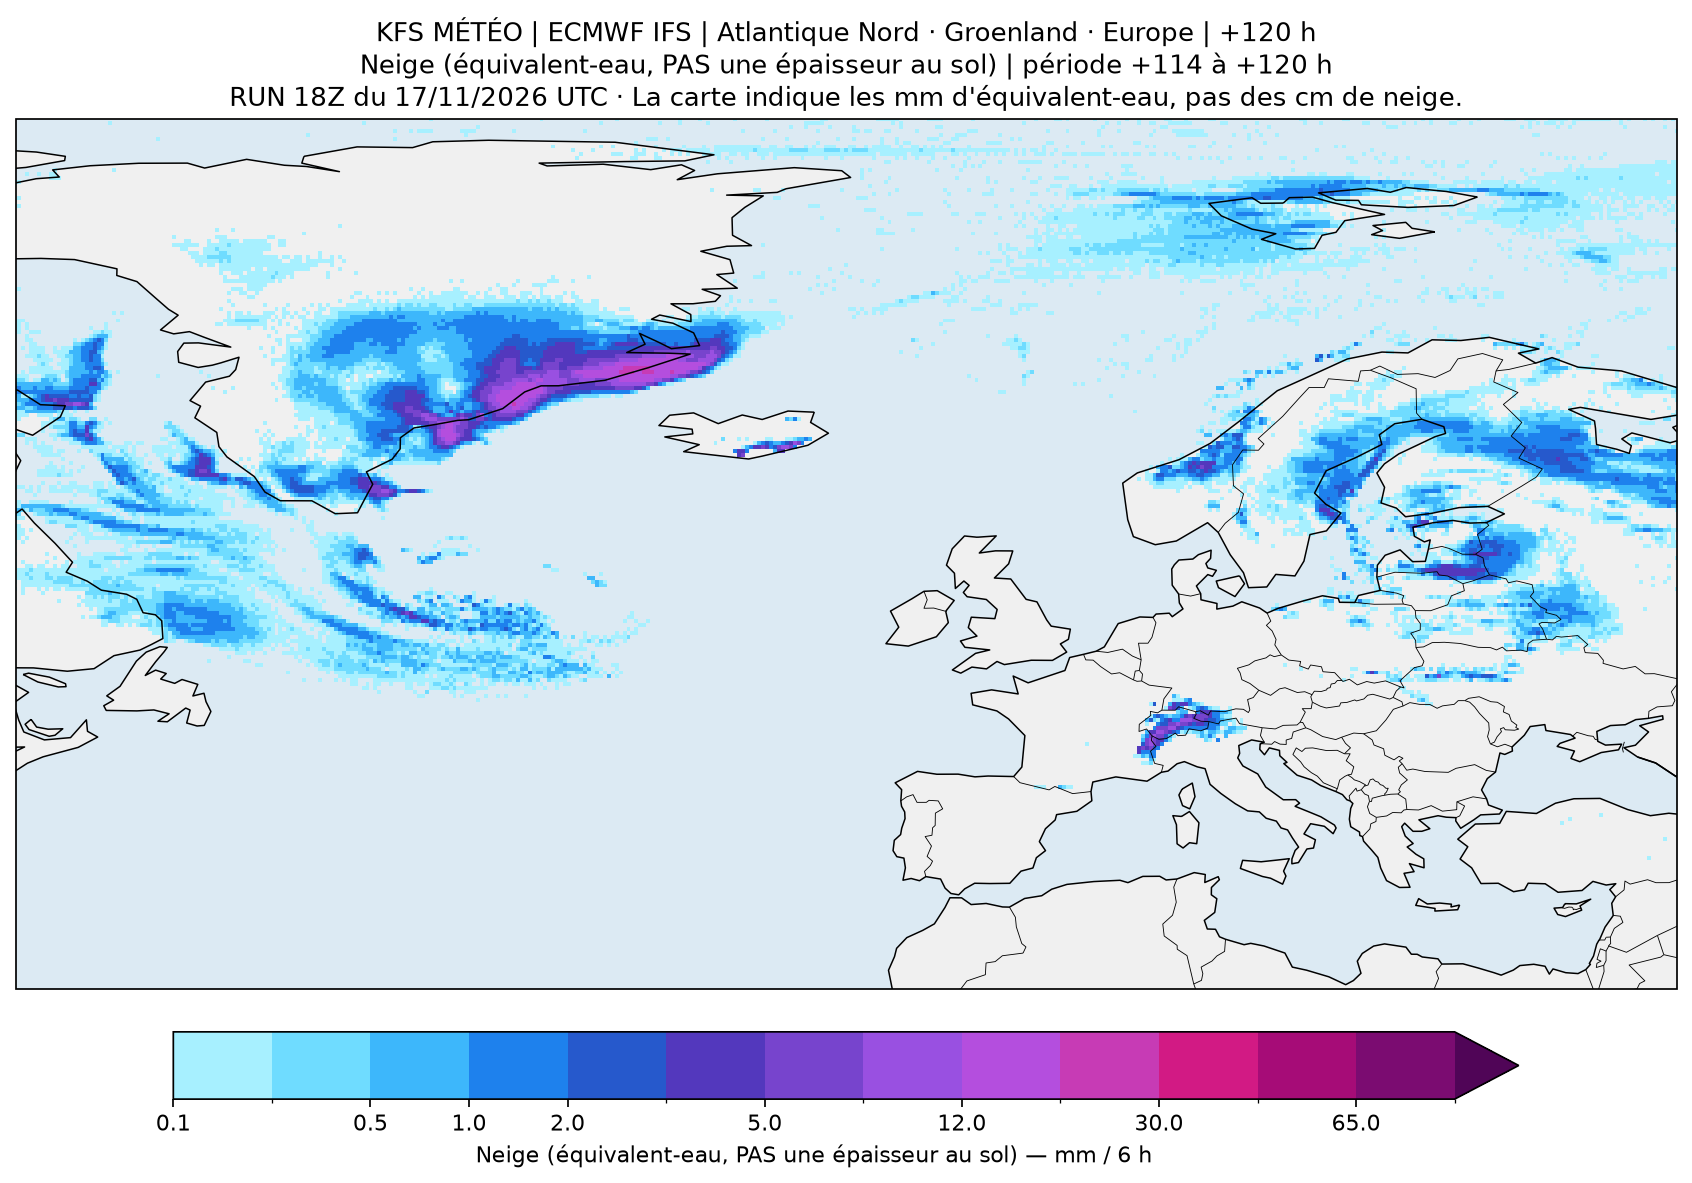 KFS MÉTÉO | ECMWF IFS | Atlantique Nord · Groenland · Europe | +120 h
Neige (équivalent-eau, PAS une épaisseur au sol) | période +114 à +120 h
RUN 18Z du 17/11/2026 UTC · La carte indique les mm d'équivalent-eau, pas des cm de neige.
0.1 0.5 1.0 2.0 5.0 12.0 30.0 65.0
Neige (équivalent-eau, PAS une épaisseur au sol) — mm / 6 h